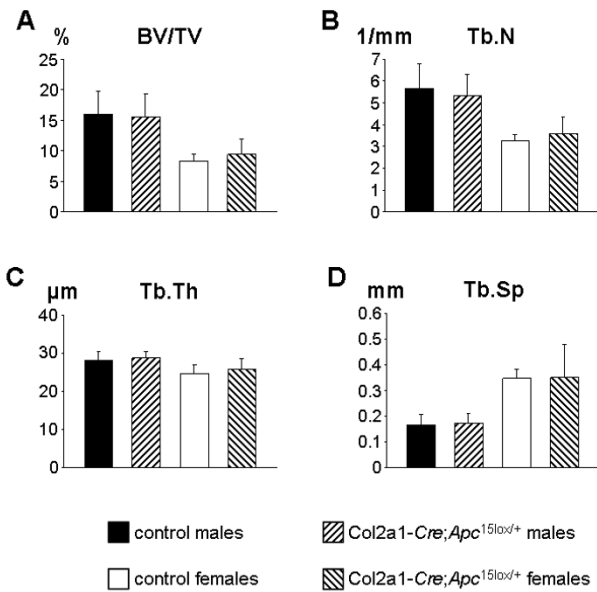 A
B
% BV/TV
1/mm Tb.N
25
20
15
10
5
0
7
6
5
4
3
2
1
0
C
D
µm Tb.Th
mm Tb.Sp
40
30
20
10
0
0.6
0.5
0.4
0.3
0.2
0.1
0
control males
Col2a1-Cre;Apc15lox/+ males
control females
Col2a1-Cre;Apc15lox/+ females